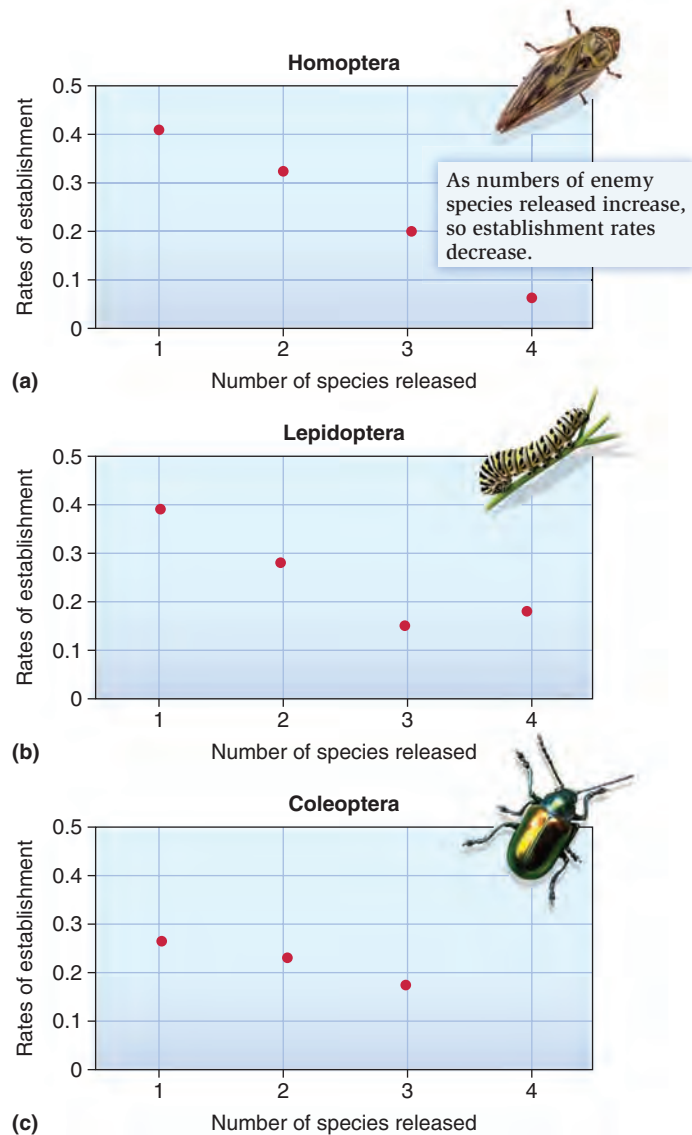 Homoptera
0.5
0.4
0.3
0.2
0.1
0
Rates of establishment
As numbers of enemy
species released increase,
so establishment rates
decrease.
1 2 3 4
(a) Number of species released
Lepidoptera
0.5
0.4
0.3
0.2
0.1
0
Rates of establishment
1 2 3 4
(b) Number of species released
Coleoptera
0.5
0.4
0.3
0.2
0.1
0
Rates of establishment
1 2 3 4
(c) Number of species released